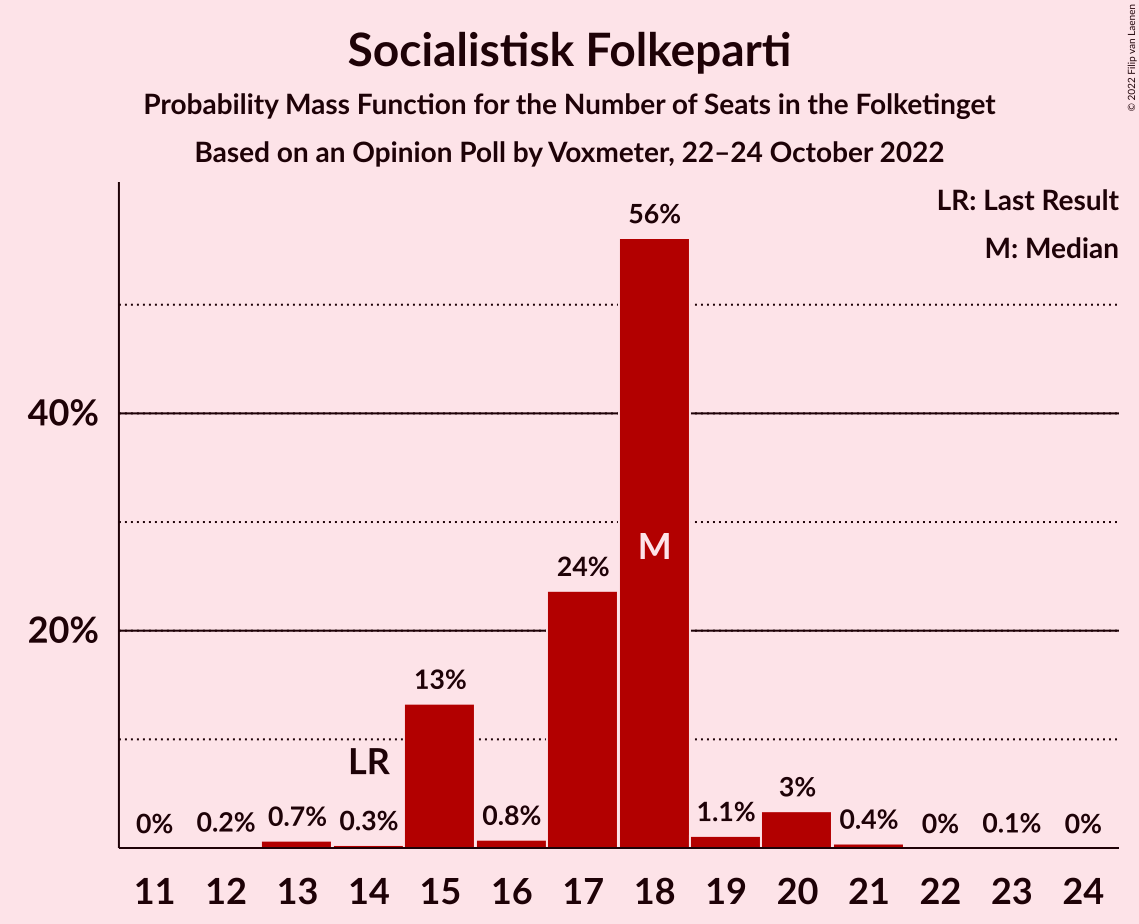 Socialistisk Folkeparti
Probability Mass Function for the Number of Seats in the Folketinget
Based on an Opinion Poll by Voxmeter, 22–24 October 2022
© 2022 Filip van Laenen
LR: Last Result
M: Median
56%
40%
M
24%
20%
13%
LR
3%
0% 0.2% 0.7% 0.3% 0.8% 1.1% 0.4% 0% 0.1% 0%
11 12 13 14 15 16 17 18 19 20 21 22 23 24